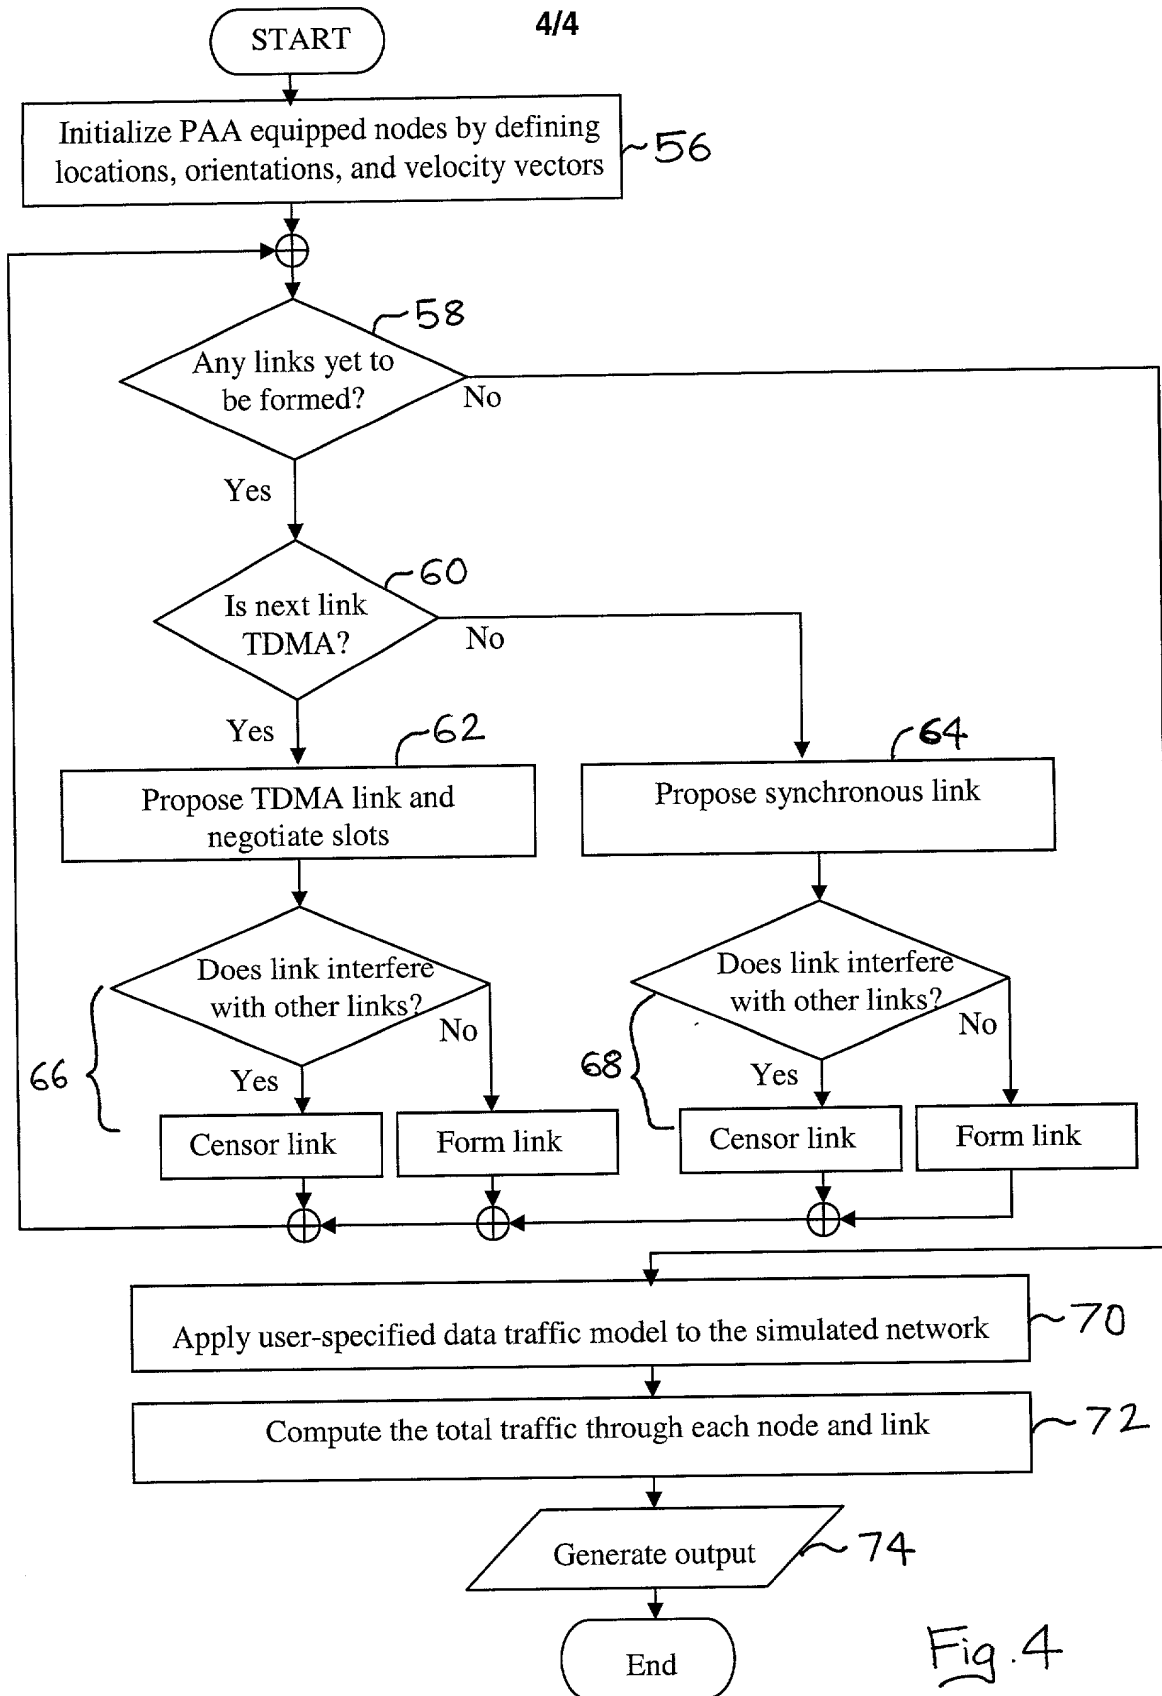 4/4
START
Initialize PAA equipped nodes by defining
locations, orientations, and velocity vectors
56
58
Any links yet to
be formed?
No
Yes
60
Is next link
TDMA?
No
Yes
62
64
Propose TDMA link and
negotiate slots
Propose synchronous link
Does link interfere
with other links?
Does link interfere
with other links?
No
No
66
Yes
68
Yes
Censor link
Form link
Censor link
Form link
Apply user-specified data traffic model to the simulated network
70
Compute the total traffic through each node and link
72
Generate output
74
End
Fig. 4